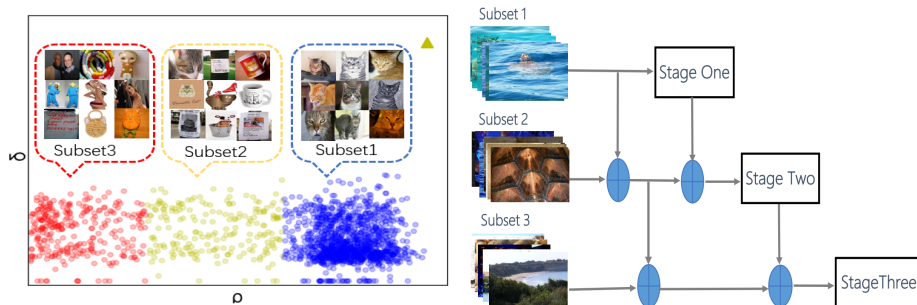 Subset3
Subset2
Subset1
δ
ρ
Subset 1
Stage One
Subset 2
Stage Two
Subset 3
StageThree